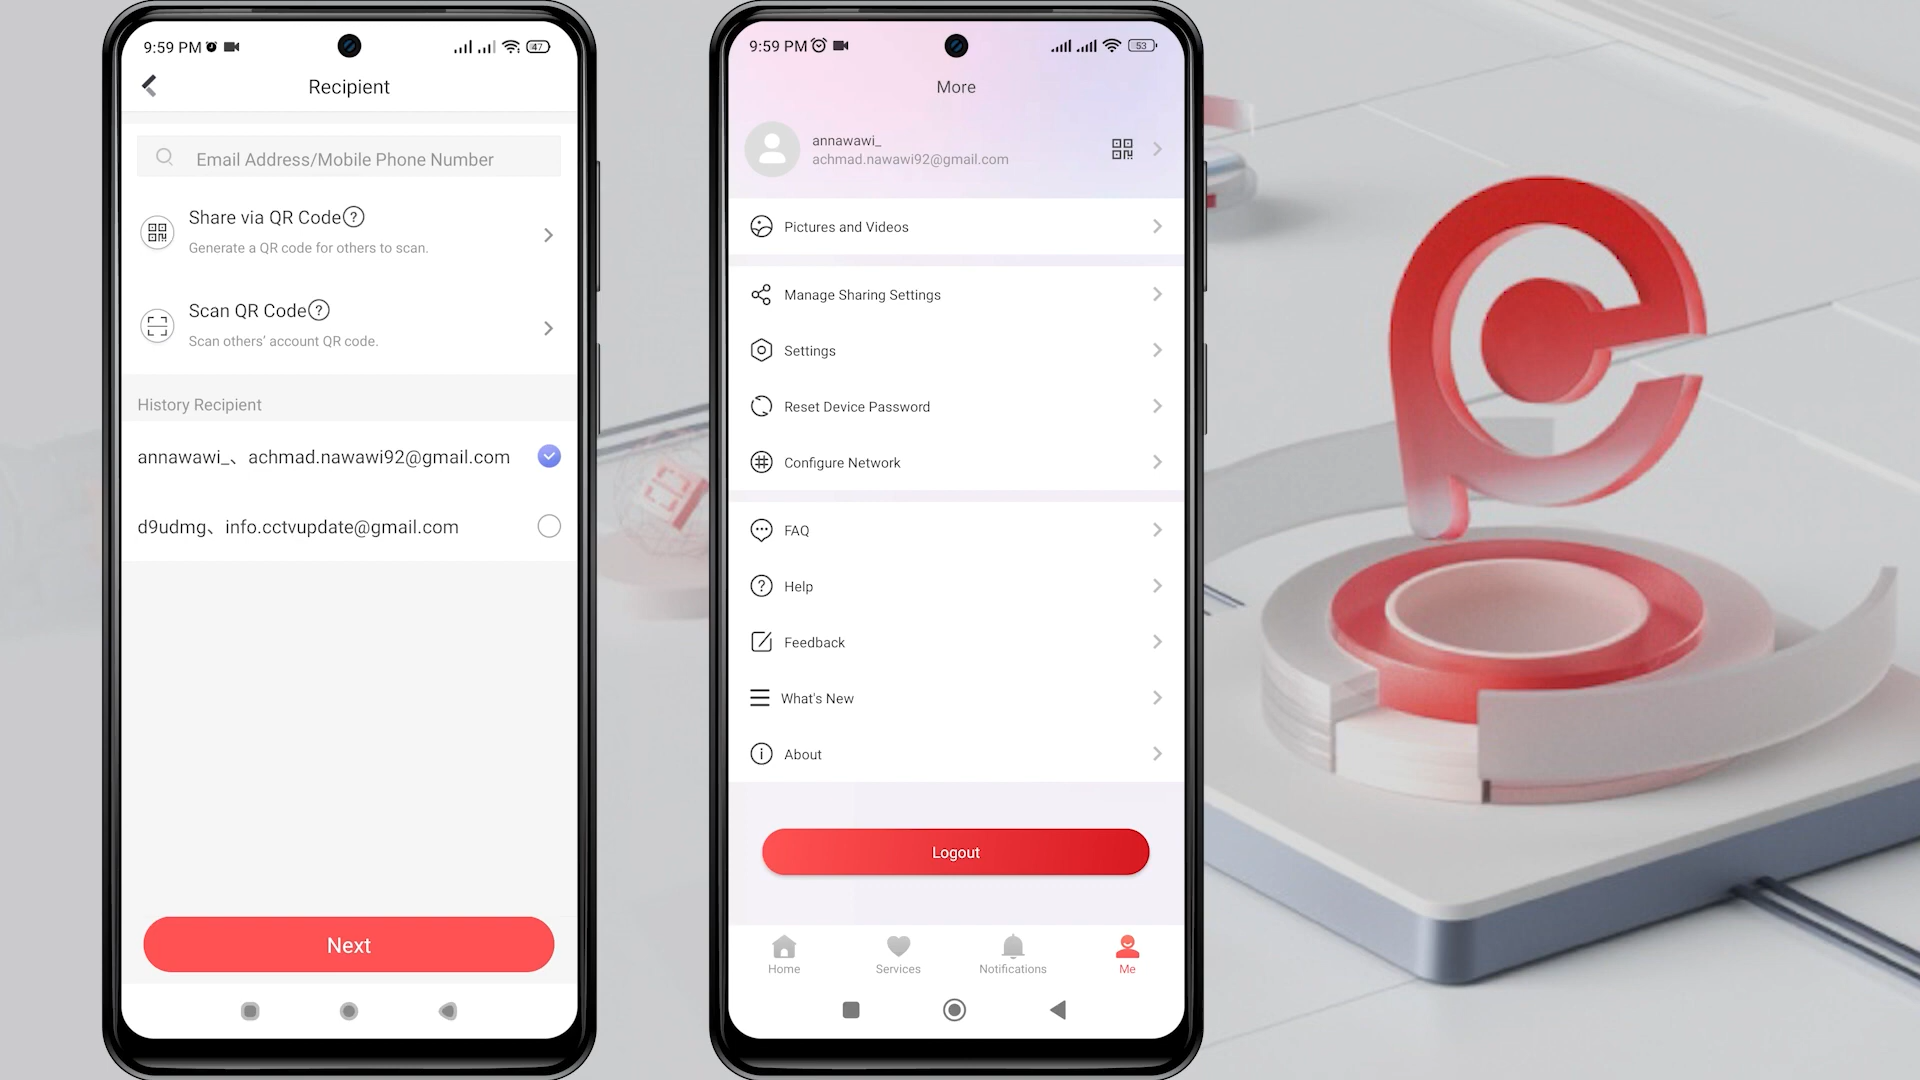 9:59 PM
47
Recipient
Email Address/Mobile Phone Number
Share via QR Code?
Generate a QR code for others to scan.
Scan QR Code?
Scan others’ account QR code.
History Recipient
annawawi_、achmad.nawawi92@gmail.com
d9udmg、info.cctvupdate@gmail.com
Next
9:59 PM
53
More
annawawi_
achmad.nawawi92@gmail.com
Pictures and Videos
Manage Sharing Settings
Settings
Reset Device Password
Configure Network
FAQ
Help
Feedback
What's New
About
Logout
Home Services Notifications Me